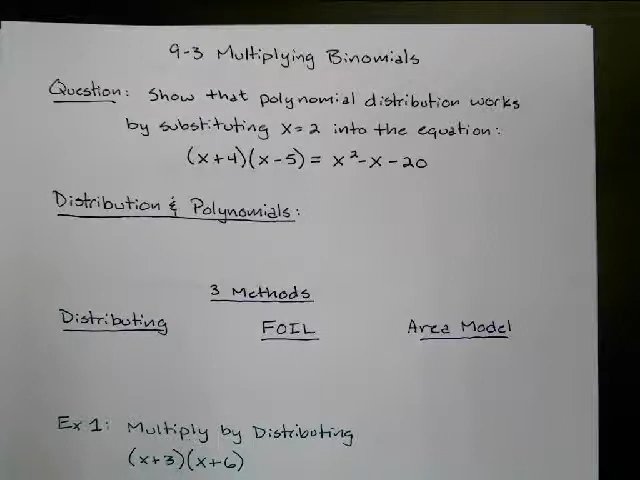 9-3 Multiplying Binomials
Question: Show that polynomial distribution works
by substituting x=2 into the equation:
(x+4)(x-5) = x²-x-20
Distribution & Polynomials:
3 Methods
Distributing FOIL Area Model
Ex 1: Multiply by Distributing
(x+3)(x+6)